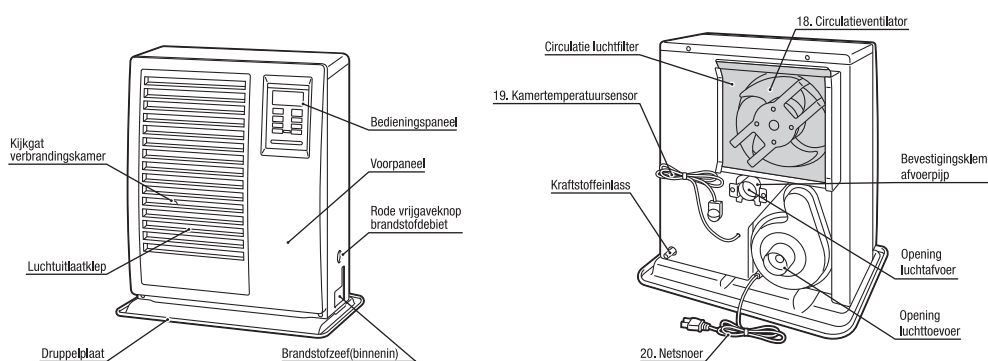 Kijkgat
verbrandingskamer
Luchtuitlaatklep
Druppelplaat
Bedieningspaneel
Voorpaneel
Rode vrijgaveknop
brandstofdebiet
Brandstofzeef(binnenin)
18. Circulatieventilator
Circulatie luchtfilter
19. Kamertemperatuursensor
Kraftstoffeinlass
Bevestigingsklem
afvoerpijp
Opening
luchtafvoer
Opening
luchttoevoer
20. Netsnoer